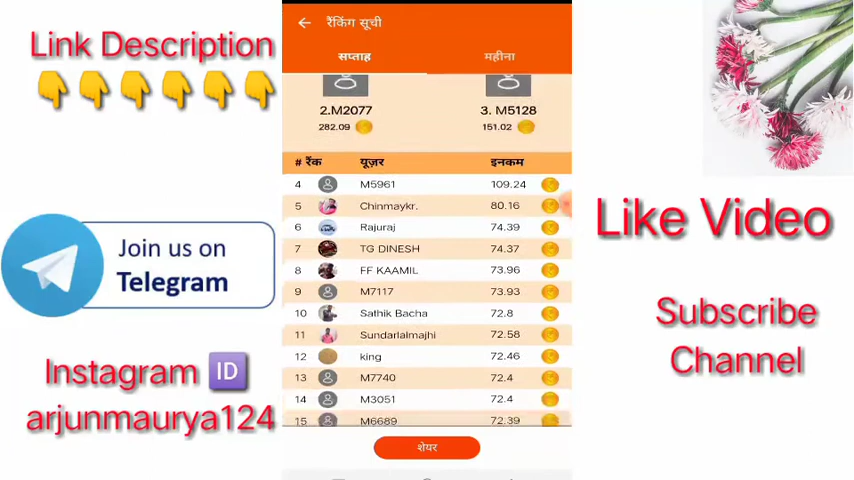 Link Description
👇👇👇👇👇👇
Join us on
Telegram
Instagram 🆔
arjunmaurya124
रैंकिंग सूची
सप्ताह महीना
2.M2077 3. M5128
282.09 151.02
# रैंक यूज़र इनकम
4 M5961 109.24
5 Chinmaykr. 80.16
6 Rajuraj 74.39
7 TG DINESH 74.37
8 FF KAAMIL 73.96
9 M7117 73.93
10 Sathik Bacha 72.8
11 Sundarlalmajhi 72.58
12 king 72.46
13 M7740 72.4
14 M3051 72.4
15 M6689 72.39
शेयर
Like Video
Subscribe
Channel